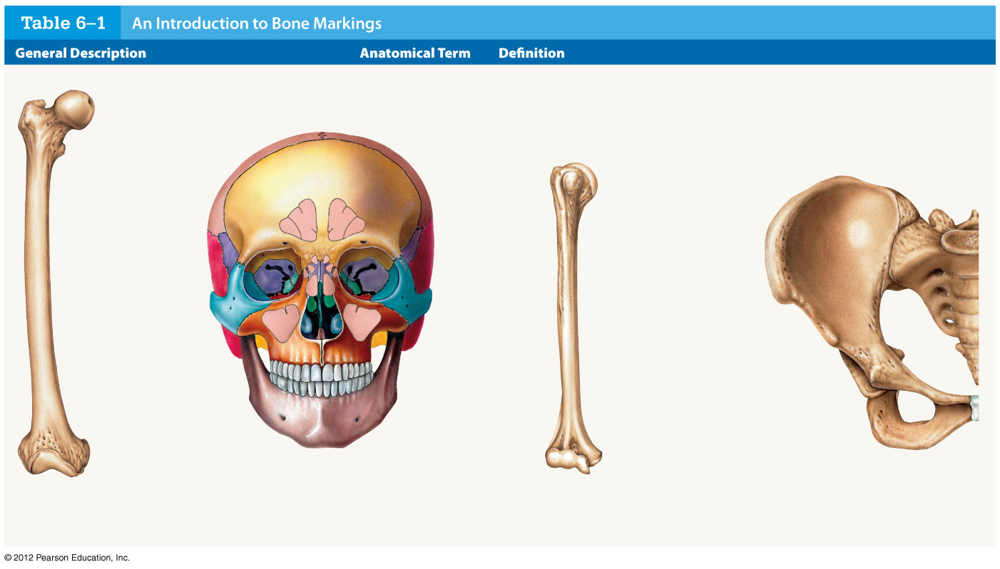 Table 6–1 An Introduction to Bone Markings
General Description Anatomical Term Definition
© 2012 Pearson Education, Inc.